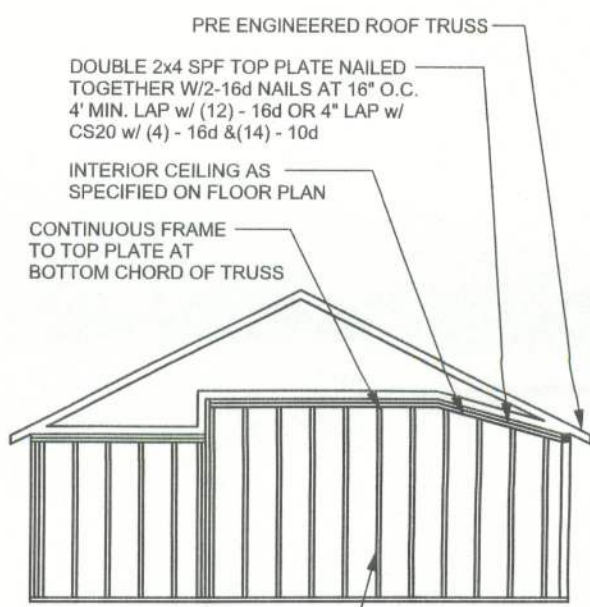 PRE ENGINEERED ROOF TRUSS
DOUBLE 2x4 SPF TOP PLATE NAILED
TOGETHER W/2-16d NAILS AT 16" O.C.
4' MIN. LAP w/ (12) - 16d OR 4" LAP w/
CS20 w/ (4) - 16d &(14) - 10d
INTERIOR CEILING AS
SPECIFIED ON FLOOR PLAN
CONTINUOUS FRAME
TO TOP PLATE AT
BOTTOM CHORD OF TRUSS